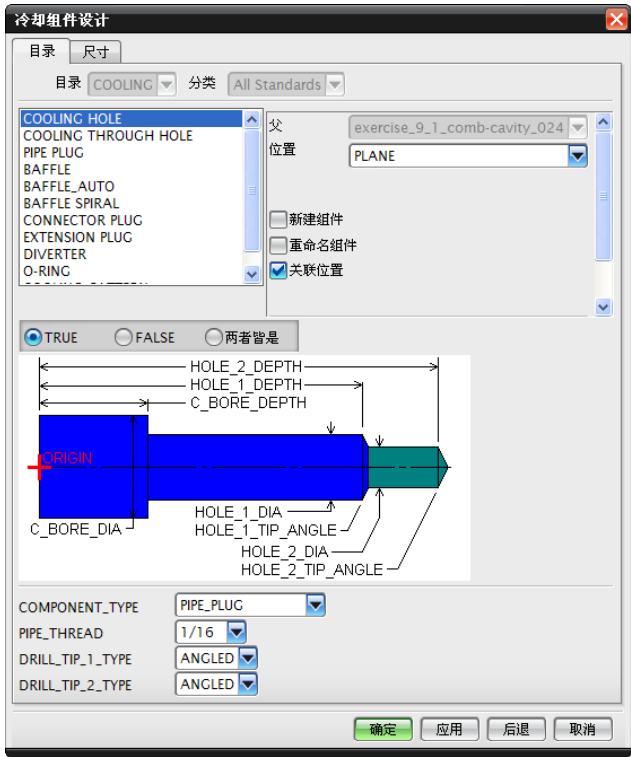 冷却组件设计
目录 尺寸
目录 COOLING 分类 All Standards
COOLING HOLE
COOLING THROUGH HOLE
PIPE PLUG
BAFFLE
BAFFLE_AUTO
BAFFLE SPIRAL
CONNECTOR PLUG
EXTENSION PLUG
DIVERTER
O-RING
父 exercise_9_1_comb-cavity_024
位置 PLANE
新建组件
重命名组件
关联位置
TRUE FALSE 两者皆是
HOLE_2_DEPTH
HOLE_1_DEPTH
C_BORE_DEPTH
ORIGIN
C_BORE_DIA
HOLE_1_DIA
HOLE_1_TIP_ANGLE
HOLE_2_DIA
HOLE_2_TIP_ANGLE
COMPONENT_TYPE PIPE_PLUG
PIPE_THREAD 1/16
DRILL_TIP_1_TYPE ANGLED
DRILL_TIP_2_TYPE ANGLED
确定 应用 后退 取消